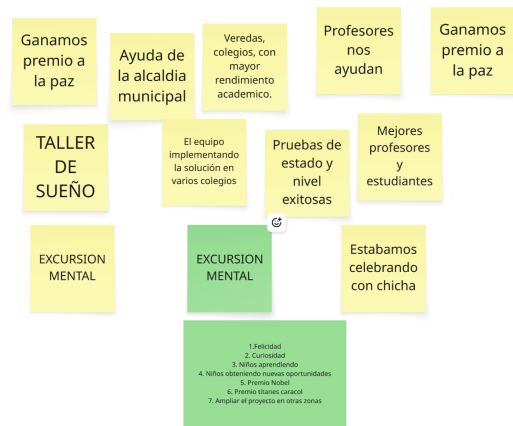 Ganamos
premio a
la paz
Ayuda de
la alcaldia
municipal
Veredas,
colegios, con
mayor
rendimiento
academico.
Profesores
nos
ayudan
Ganamos
premio a
la paz
TALLER
DE
SUEÑO
El equipo
implementando
la solución en
varios colegios
Pruebas de
estado y
nivel
exitosas
Mejores
profesores
y
estudiantes
EXCURSION
MENTAL
EXCURSION
MENTAL
Estabamos
celebrando
con chicha
1.Felicidad
2. Curiosidad
3. Niños aprendiendo
4. Niños obteniendo nuevas oportunidades
5. Premio Nobel
6. Premio titanes caracol
7. Ampliar el proyecto en otras zonas